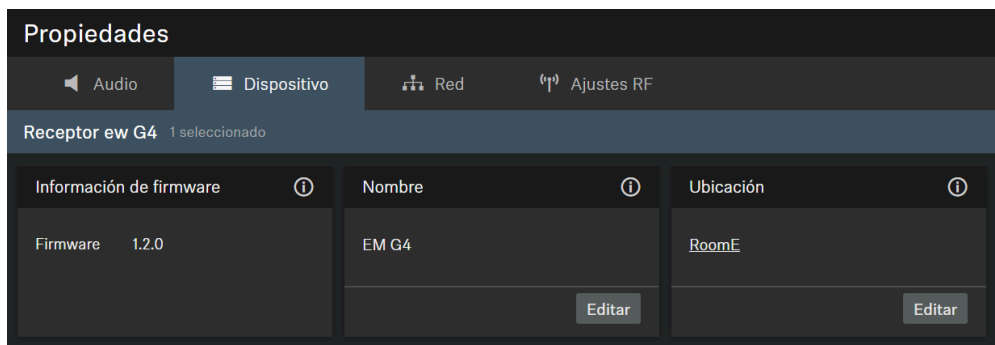 Propiedades
Audio Dispositivo Red Ajustes RF
Receptor ew G4 1 seleccionado
Información de firmware Nombre Ubicación
Firmware 1.2.0 EM G4 RoomE
Editar Editar